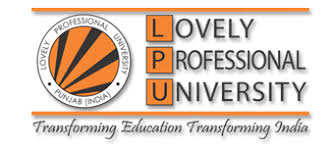 LOVELY PROFESSIONAL UNIVERSITY
• PUNJAB (INDIA) •
LOVELY
PROFESSIONAL
UNIVERSITY
Transforming Education Transforming India